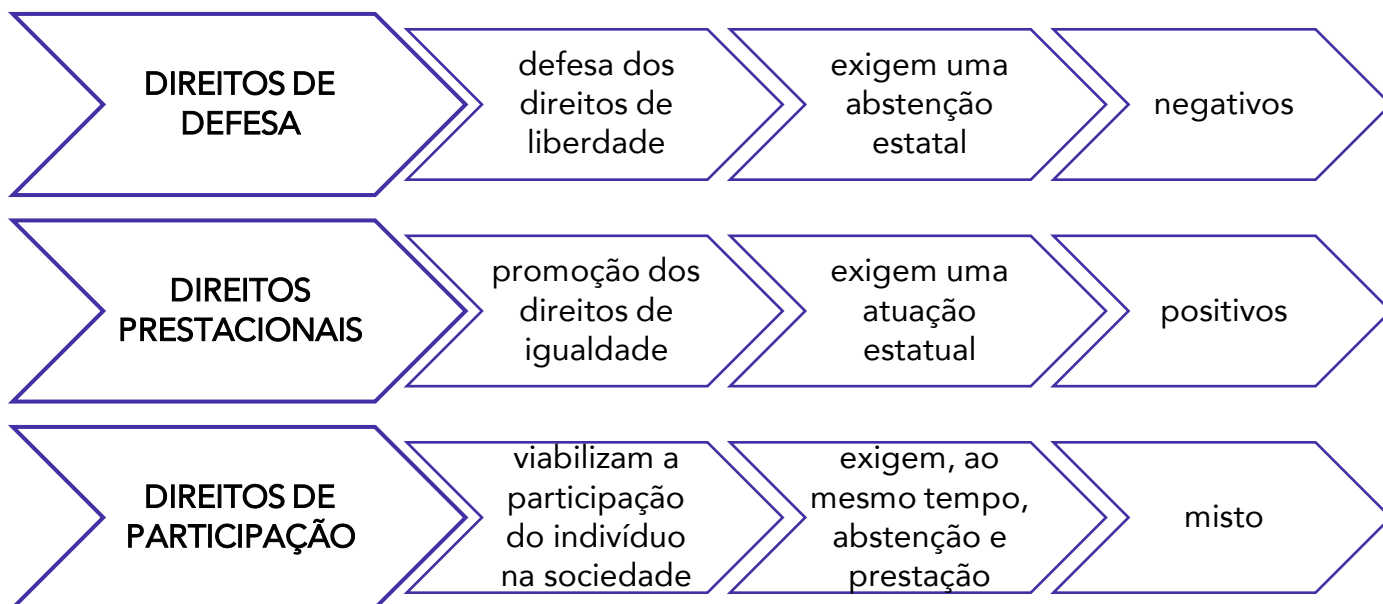 DIREITOS DE
DEFESA
defesa dos
direitos de
liberdade
exigem uma
abstenção
estatal
negativos
DIREITOS
PRESTACIONAIS
promoção dos
direitos de
igualdade
exigem uma
atuação
estatual
positivos
DIREITOS DE
PARTICIPAÇÃO
viabilizam a
participação
do indivíduo
na sociedade
exigem, ao
mesmo tempo,
abstenção e
prestação
misto